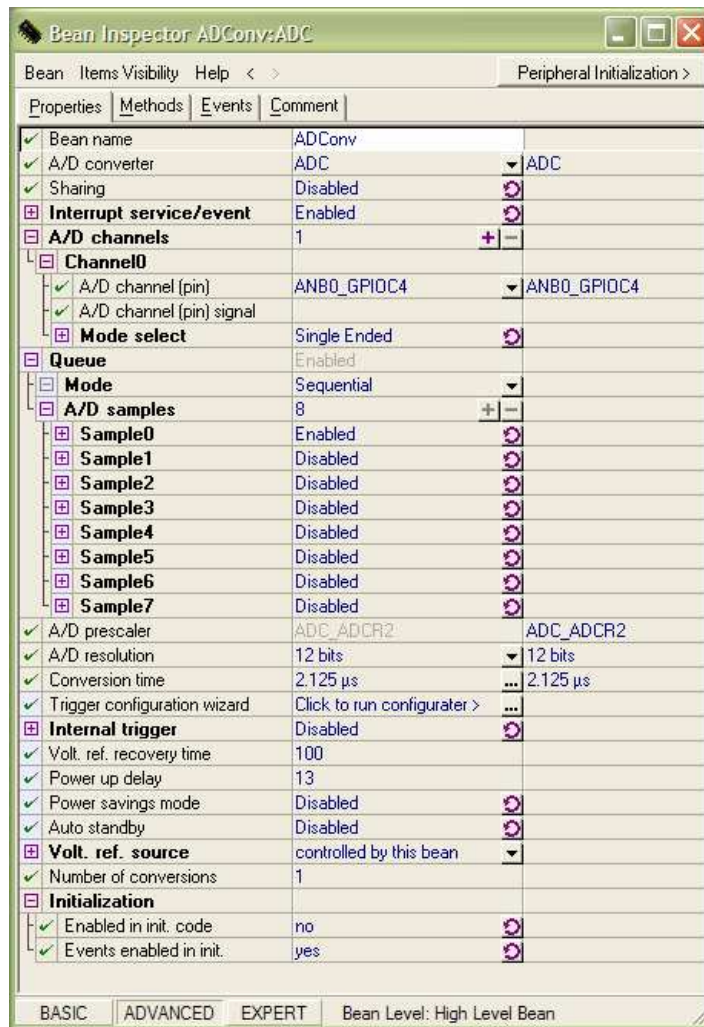 Bean Inspector ADConv:ADC
Bean Items Visibility Help < > Peripheral Initialization >
Properties Methods Events Comment
Bean name ADConv
A/D converter ADC ADC
Sharing Disabled
Interrupt service/event Enabled
A/D channels 1
Channel0
A/D channel (pin) ANB0_GPIOC4 ANB0_GPIOC4
A/D channel (pin) signal
Mode select Single Ended
Queue Enabled
Mode Sequential
A/D samples 8
Sample0 Enabled
Sample1 Disabled
Sample2 Disabled
Sample3 Disabled
Sample4 Disabled
Sample5 Disabled
Sample6 Disabled
Sample7 Disabled
A/D prescaler ADC_ADCR2 ADC_ADCR2
A/D resolution 12 bits 12 bits
Conversion time 2.125 µs ... 2.125 µs
Trigger configuration wizard Click to run configurater > ...
Internal trigger Disabled
Volt. ref. recovery time 100
Power up delay 13
Power savings mode Disabled
Auto standby Disabled
Volt. ref. source controlled by this bean
Number of conversions 1
Initialization
Enabled in init. code no
Events enabled in init. yes
BASIC ADVANCED EXPERT Bean Level: High Level Bean